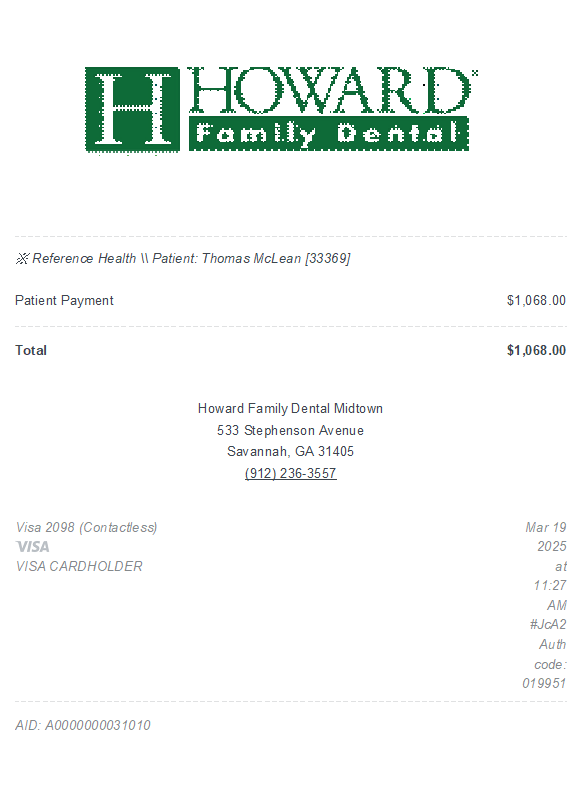 H HOWARD
Family Dental
※ Reference Health \\ Patient: Thomas McLean [33369]
Patient Payment $1,068.00
Total $1,068.00
Howard Family Dental Midtown
533 Stephenson Avenue
Savannah, GA 31405
(912) 236-3557
Visa 2098 (Contactless) Mar 19
VISA 2025
VISA CARDHOLDER at
11:27
AM
#JcA2
Auth
code:
019951
AID: A0000000031010